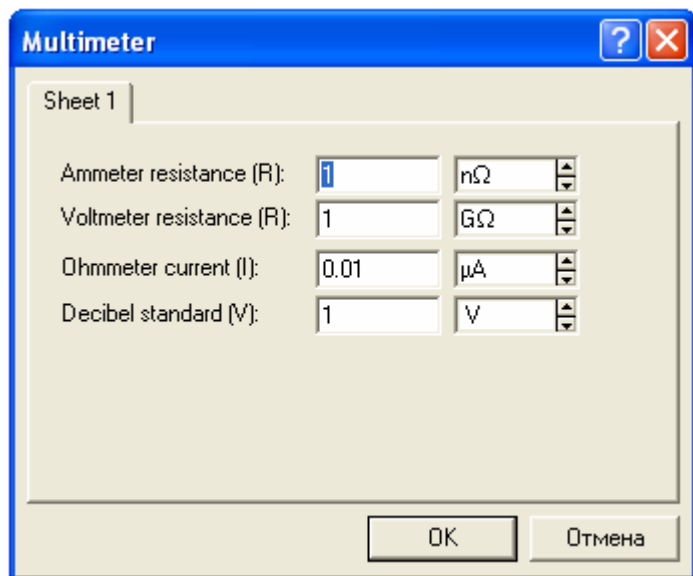 Multimeter ?
Sheet 1
Ammeter resistance (R): 1 nΩ
Voltmeter resistance (R): 1 GΩ
Ohmmeter current (I): 0.01 µA
Decibel standard (V): 1 V
OK Отмена